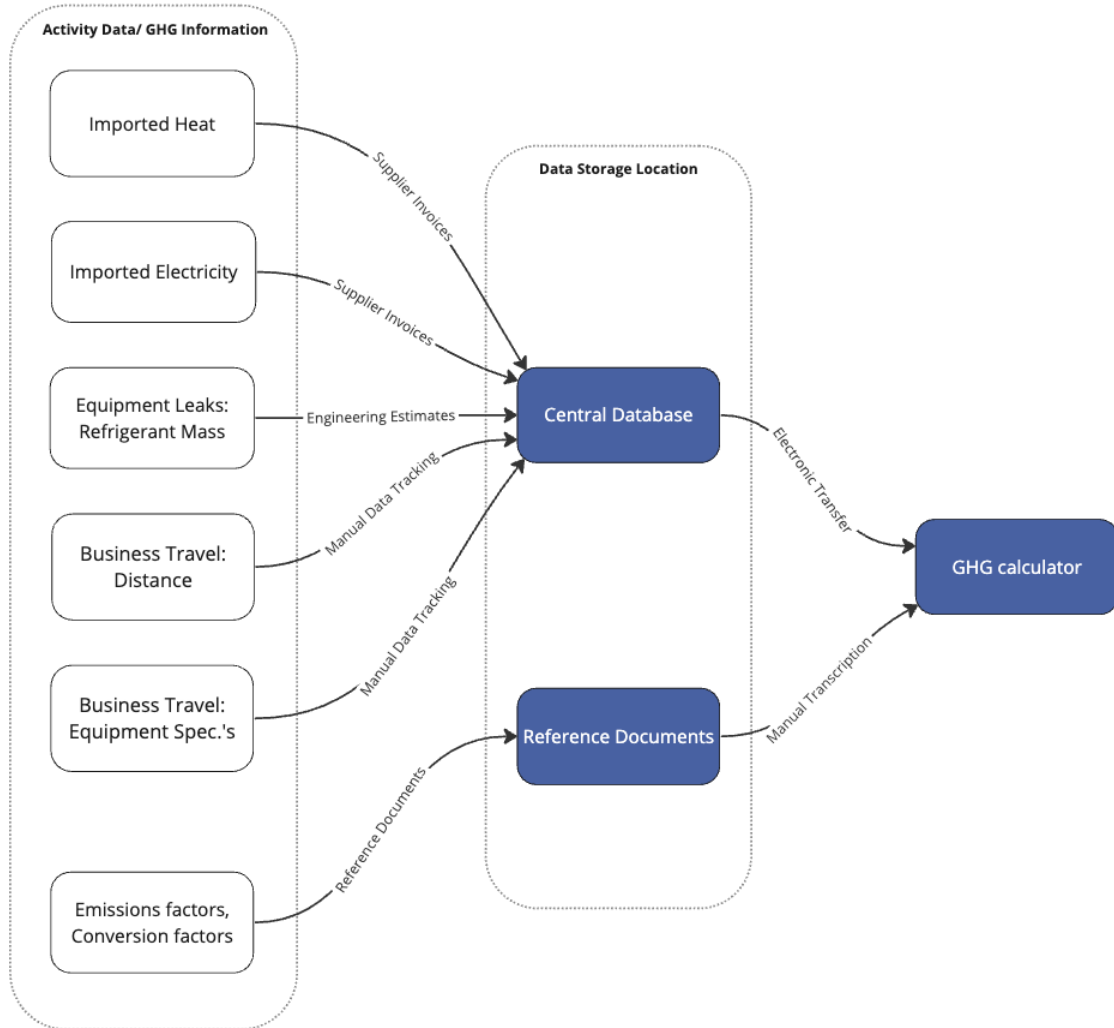 Activity Data/ GHG Information
Imported Heat
Supplier Invoices
Data Storage Location
Imported Electricity
Supplier Invoices
Equipment Leaks:
Refrigerant Mass
Engineering Estimates
Central Database
Electronic Transfer
Business Travel:
Distance
Manual Data Tracking
GHG calculator
Business Travel:
Equipment Spec.'s
Manual Data Tracking
Reference Documents
Manual Transcription
Emissions factors,
Conversion factors
Reference Documents